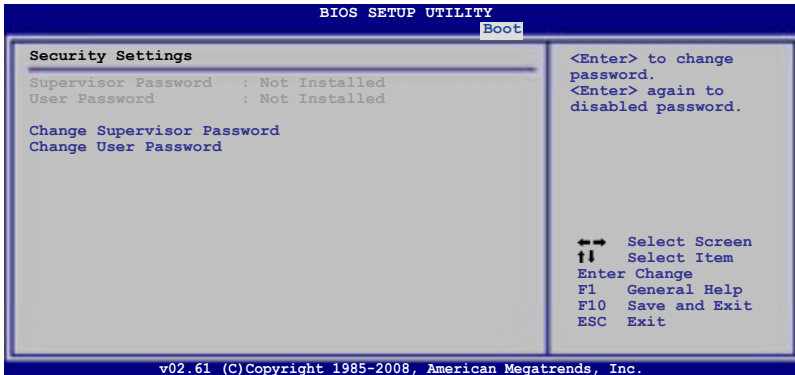 BIOS SETUP UTILITY
Boot
Security Settings
Supervisor Password : Not Installed
User Password : Not Installed
Change Supervisor Password
Change User Password
<Enter> to change
password.
<Enter> again to
disabled password.
←→ Select Screen
↑↓ Select Item
Enter Change
F1 General Help
F10 Save and Exit
ESC Exit
v02.61 (C)Copyright 1985-2008, American Megatrends, Inc.